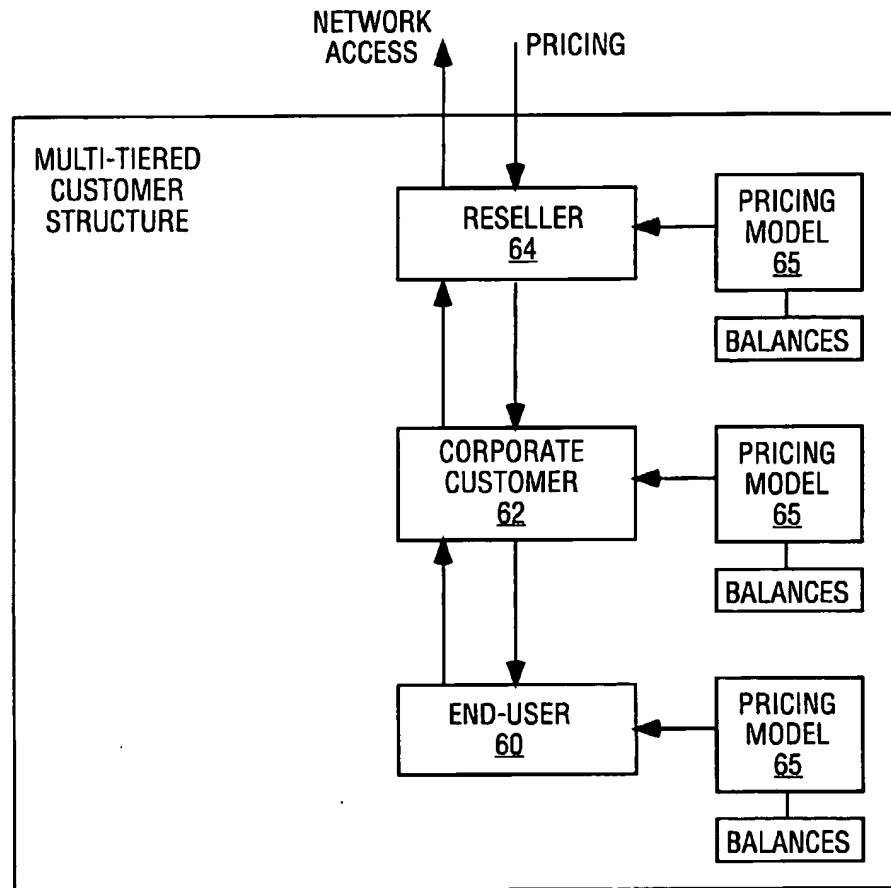 NETWORK
ACCESS
PRICING
MULTI-TIERED
CUSTOMER
STRUCTURE
RESELLER
64
PRICING
MODEL
65
BALANCES
CORPORATE
CUSTOMER
62
PRICING
MODEL
65
BALANCES
END-USER
60
PRICING
MODEL
65
BALANCES